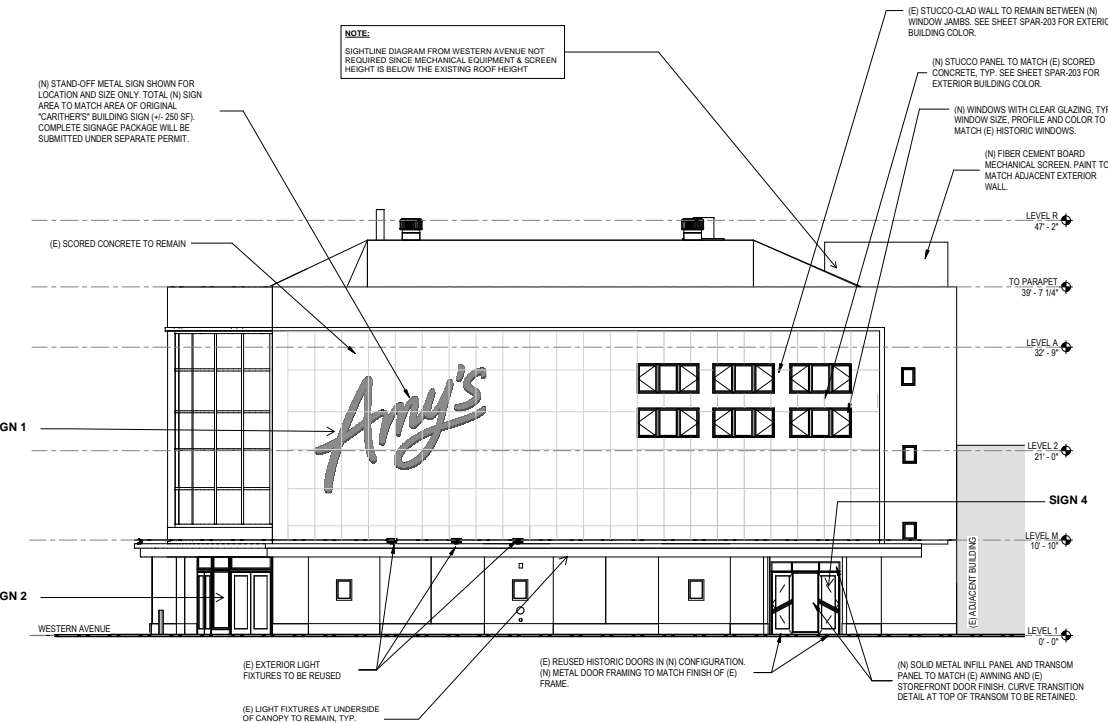 (E) STUCCO-CLAD WALL TO REMAIN BETWEEN (N)
WINDOW JAMBS. SEE SHEET SPAR-203 FOR
BUILDING COLOR.
NOTE:
SIGHTLINE DIAGRAM FROM WESTERN AVENUE NOT
REQUIRED SINCE MECHANICAL EQUIPMENT & SCREEN
HEIGHT IS BELOW THE EXISTING ROOF HEIGHT
(N) STUCCO PANEL TO MATCH (E) SCORED
CONCRETE, TYP. SEE SHEET SPAR-203 FOR
EXTERIOR BUILDING COLOR.
(N) STAND-OFF METAL SIGN SHOWN FOR
LOCATION AND SIZE ONLY. TOTAL (N) SIGN
AREA TO MATCH AREA OF ORIGINAL
"CARITHER'S" BUILDING SIGN (+/- 250 SF).
COMPLETE SIGNAGE PACKAGE WILL BE
SUBMITTED UNDER SEPARATE PERMIT.
(N) WINDOWS WITH CLEAR GLAZING,
WINDOW SIZE, PROFILE AND COLOR TO
MATCH (E) HISTORIC WINDOWS.
(N) FIBER CEMENT BOARD
MECHANICAL SCREEN. PAINT TO
MATCH ADJACENT EXTERIOR
WALL.
LEVEL R
47' - 2"
(E) SCORED CONCRETE TO REMAIN
TO PARAPET
39' - 7 1/4"
LEVEL A
32' - 9"
Amy's
GN 1
LEVEL 2
21' - 0"
SIGN 4
LEVEL M
10' - 10"
(E) ADJACENT BUILDING
GN 2
WESTERN AVENUE
LEVEL 1
0' - 0"
(E) EXTERIOR LIGHT
FIXTURES TO BE REUSED
(E) REUSED HISTORIC DOORS IN (N) CONFIGURATION.
(N) METAL DOOR FRAMING TO MATCH FINISH OF (E)
FRAME.
(N) SOLID METAL INFILL PANEL AND TRANSOM
PANEL TO MATCH (E) AWNING AND (E)
STOREFRONT DOOR FINISH. CURVE TRANSITION
DETAIL AT TOP OF TRANSOM TO BE RETAINED.
(E) LIGHT FIXTURES AT UNDERSIDE
OF CANOPY TO REMAIN, TYP.